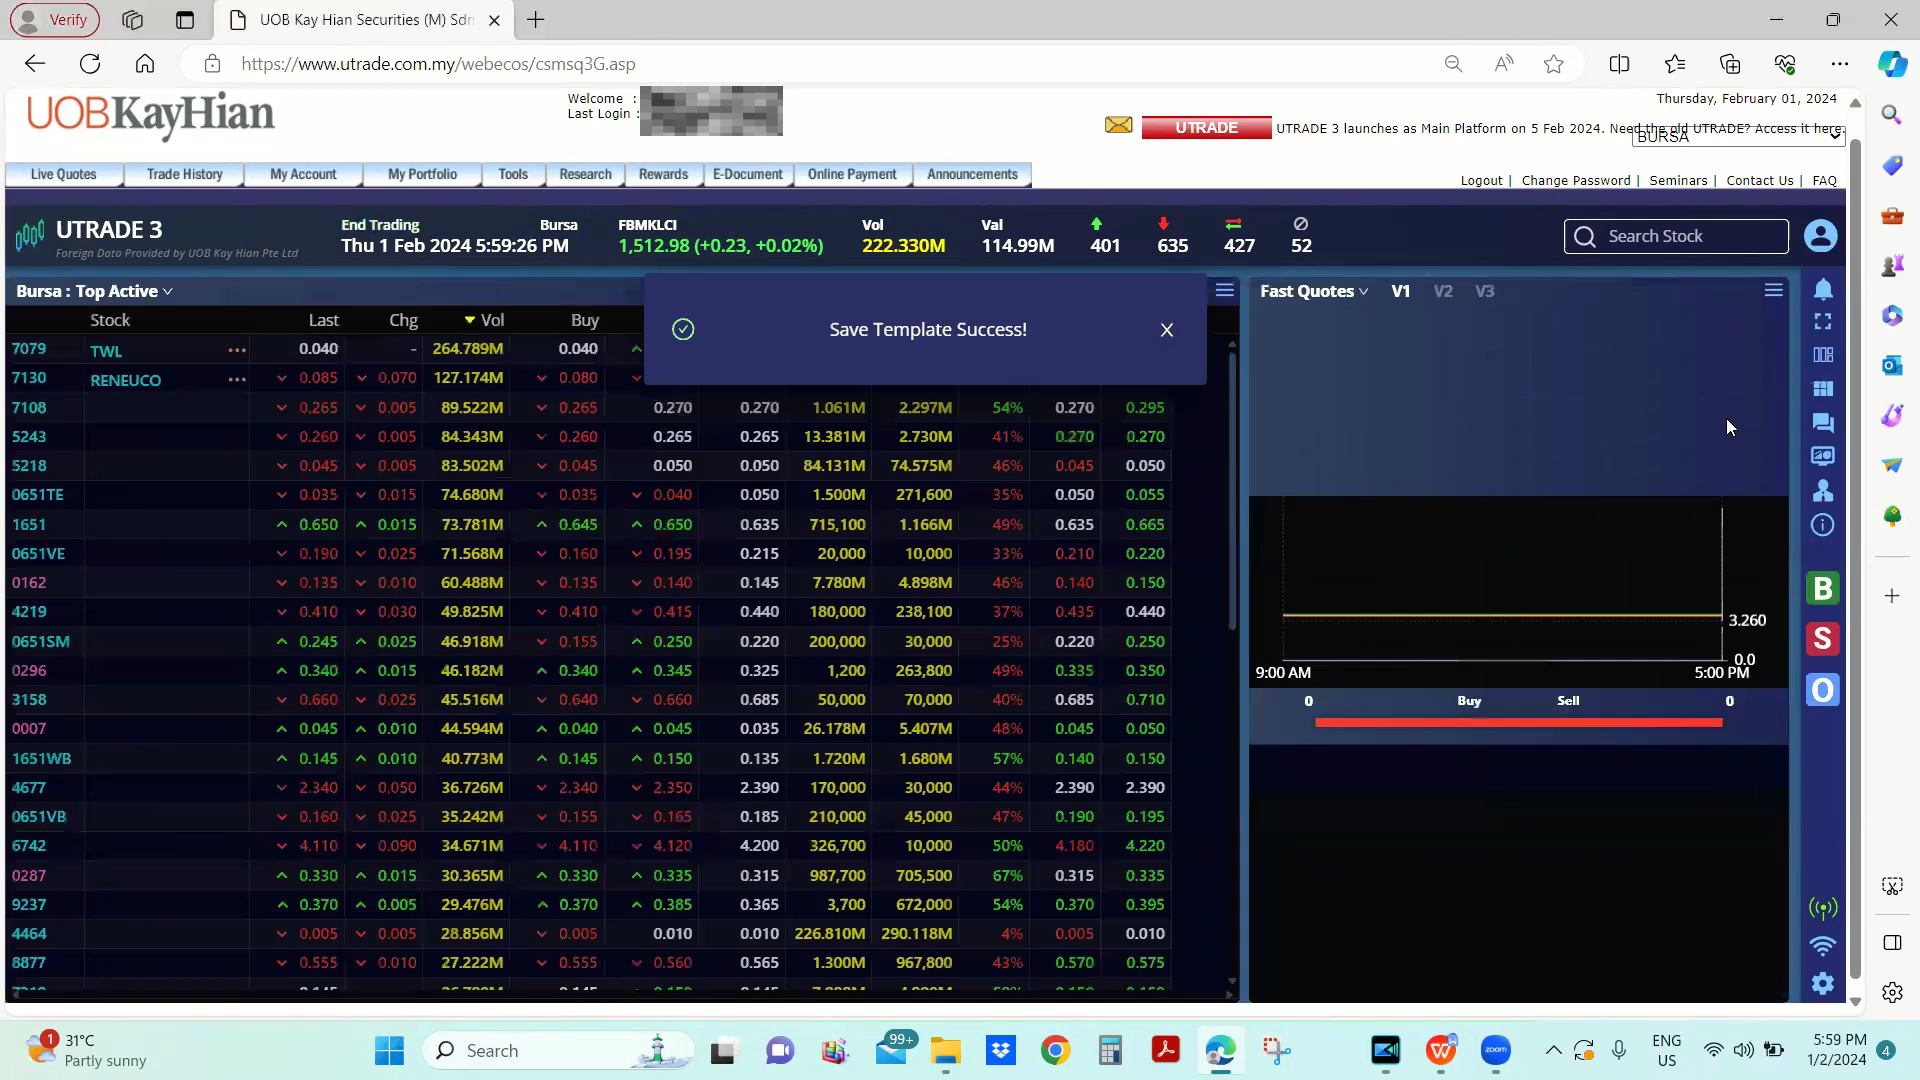 Verify
UOB Kay Hian Securities (M) Sdn
https://www.utrade.com.my/webecos/csmsq3G.asp
UOBKayHian
Welcome :
Last Login :
Thursday, February 01, 2024
UTRADE
UTRADE 3 launches as Main Platform on 5 Feb 2024. Need the old UTRADE? Access it here.
BURSA
Live Quotes Trade History My Account My Portfolio Tools Research Rewards E-Document Online Payment Announcements
Logout | Change Password | Seminars | Contact Us | FAQ
UTRADE 3
Foreign Data Provided by UOB Kay Hian Pte Ltd
End Trading Bursa
Thu 1 Feb 2024 5:59:26 PM
FBMKLCI
1,512.98 (+0.23, +0.02%)
Vol
222.330M
Val
114.99M
401 635 427 52
Search Stock
Bursa : Top Active
Fast Quotes V1 V2 V3
Save Template Success!
Stock Last Chg Vol Buy
7079 TWL ... 0.040 - 264.789M 0.040
7130 RENEUCO ... 0.085 0.070 127.174M 0.080
7108 0.265 0.005 89.522M 0.265 0.270 0.270 1.061M 2.297M 54% 0.270 0.295
5243 0.260 0.005 84.343M 0.260 0.265 0.265 13.381M 2.730M 41% 0.270 0.270
5218 0.045 0.005 83.502M 0.045 0.050 0.050 84.131M 74.575M 46% 0.045 0.050
0651TE 0.035 0.015 74.680M 0.035 0.040 0.050 1.500M 271,600 35% 0.050 0.055
1651 0.650 0.015 73.781M 0.645 0.650 0.635 715,100 1.166M 49% 0.635 0.665
0651VE 0.190 0.025 71.568M 0.160 0.195 0.215 20,000 10,000 33% 0.210 0.220
0162 0.135 0.010 60.488M 0.135 0.140 0.145 7.780M 4.898M 46% 0.140 0.150
4219 0.410 0.030 49.825M 0.410 0.415 0.440 180,000 238,100 37% 0.435 0.440
0651SM 0.245 0.025 46.918M 0.155 0.250 0.220 200,000 30,000 25% 0.220 0.250
0296 0.340 0.015 46.182M 0.340 0.345 0.325 1,200 263,800 49% 0.335 0.350
3158 0.660 0.025 45.516M 0.640 0.660 0.685 50,000 70,000 40% 0.685 0.710
0007 0.045 0.010 44.594M 0.040 0.045 0.035 26.178M 5.407M 48% 0.045 0.050
1651WB 0.145 0.010 40.773M 0.145 0.150 0.135 1.720M 1.680M 57% 0.140 0.150
4677 2.340 0.050 36.726M 2.340 2.350 2.390 170,000 30,000 44% 2.390 2.390
0651VB 0.160 0.025 35.242M 0.155 0.165 0.185 210,000 45,000 47% 0.190 0.195
6742 4.110 0.090 34.671M 4.110 4.120 4.200 326,700 10,000 50% 4.180 4.220
0287 0.330 0.015 30.365M 0.330 0.335 0.315 987,700 705,500 67% 0.315 0.335
9237 0.370 0.005 29.476M 0.370 0.385 0.365 3,700 672,000 54% 0.370 0.395
4464 0.005 0.005 28.856M 0.005 0.010 0.010 226.810M 290.118M 4% 0.005 0.010
8877 0.555 0.010 27.222M 0.555 0.560 0.565 1.300M 967,800 43% 0.570 0.575
3.260
0.0
9:00 AM 5:00 PM
0 Buy Sell 0
B
S
O
1
31°C
Partly sunny
Search
99+
zoom
ENG
US
5:59 PM
1/2/2024
4